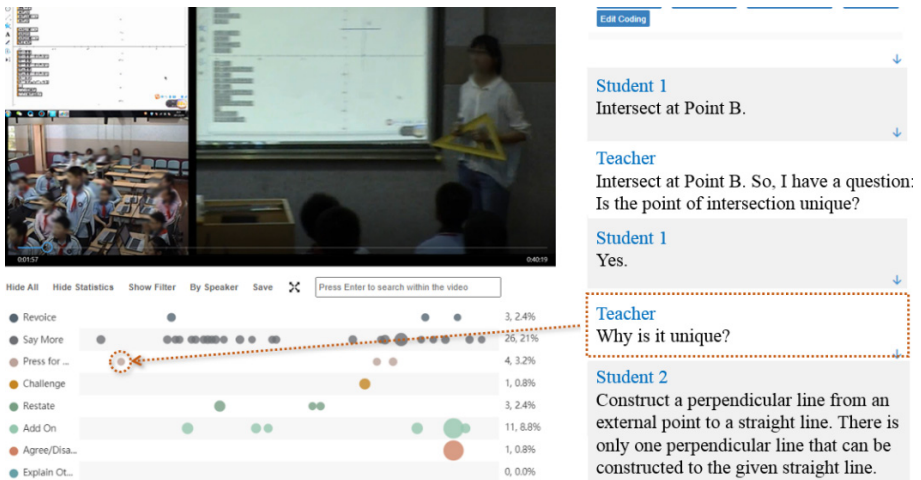 0:01:57
0:40:19
Hide All Hide Statistics Show Filter By Speaker Save Press Enter to search within the video
Revoice 3, 2.4%
Say More 26, 21%
Press for ... 4, 3.2%
Challenge 1, 0.8%
Restate 3, 2.4%
Add On 11, 8.8%
Agree/Disa... 1, 0.8%
Explain Ot... 0, 0.0%
Edit Coding
Student 1
Intersect at Point B.
Teacher
Intersect at Point B. So, I have a question:
Is the point of intersection unique?
Student 1
Yes.
Teacher
Why is it unique?
Student 2
Construct a perpendicular line from an
external point to a straight line. There is
only one perpendicular line that can be
constructed to the given straight line.